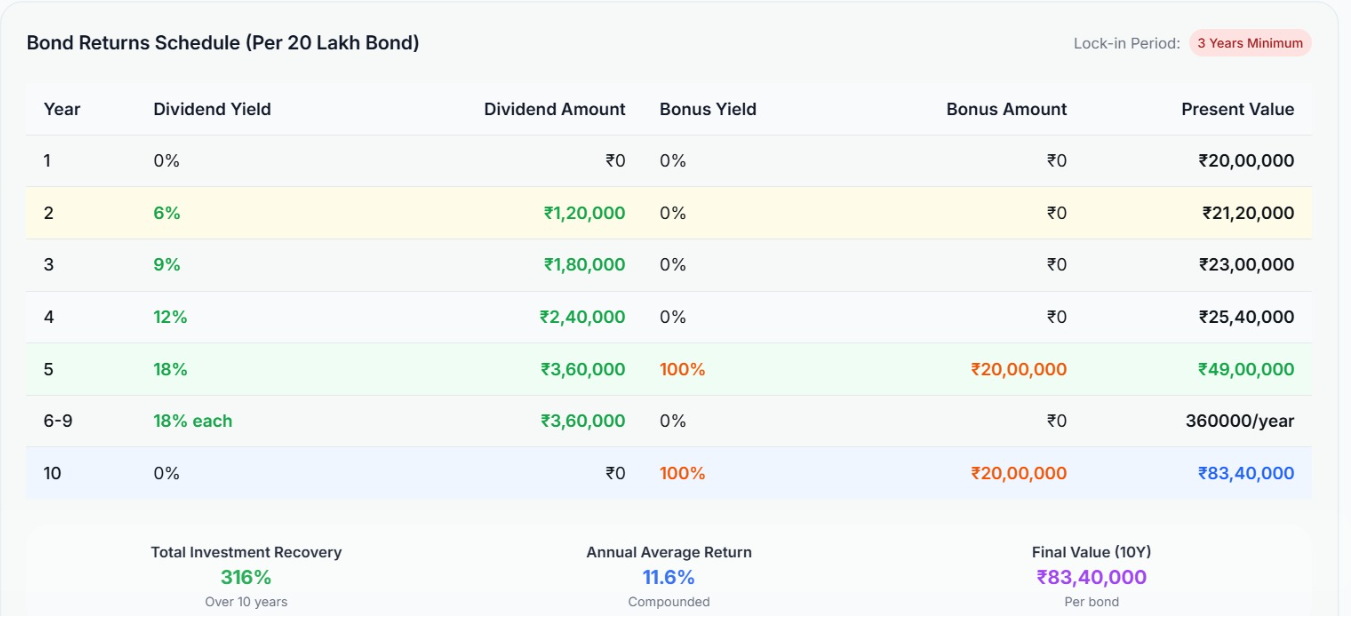 Bond Returns Schedule (Per 20 Lakh Bond) Lock-in Period: 3 Years Minimum
Year Dividend Yield Dividend Amount Bonus Yield Bonus Amount Present Value
1 0% ₹0 0% ₹0 ₹20,00,000
2 6% ₹1,20,000 0% ₹0 ₹21,20,000
3 9% ₹1,80,000 0% ₹0 ₹23,00,000
4 12% ₹2,40,000 0% ₹0 ₹25,40,000
5 18% ₹3,60,000 100% ₹20,00,000 ₹49,00,000
6-9 18% each ₹3,60,000 0% ₹0 360000/year
10 0% ₹0 100% ₹20,00,000 ₹83,40,000
Total Investment Recovery Annual Average Return Final Value (10Y)
316% 11.6% ₹83,40,000
Over 10 years Compounded Per bond